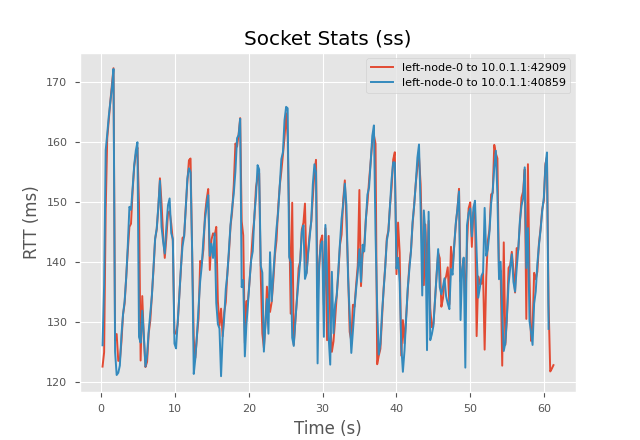 Socket Stats (ss)
left-node-0 to 10.0.1.1:42909
left-node-0 to 10.0.1.1:40859
RTT (ms)
170
160
150
140
130
120
0 10 20 30 40 50 60
Time (s)